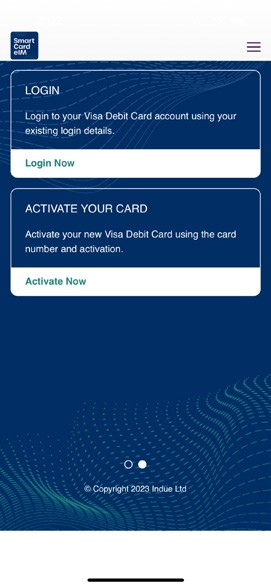 Smart
Card
eIM
LOGIN
Login to your Visa Debit Card account using your
existing login details.
Login Now
ACTIVATE YOUR CARD
Activate your new Visa Debit Card using the card
number and activation.
Activate Now
© Copyright 2023 Indue Ltd